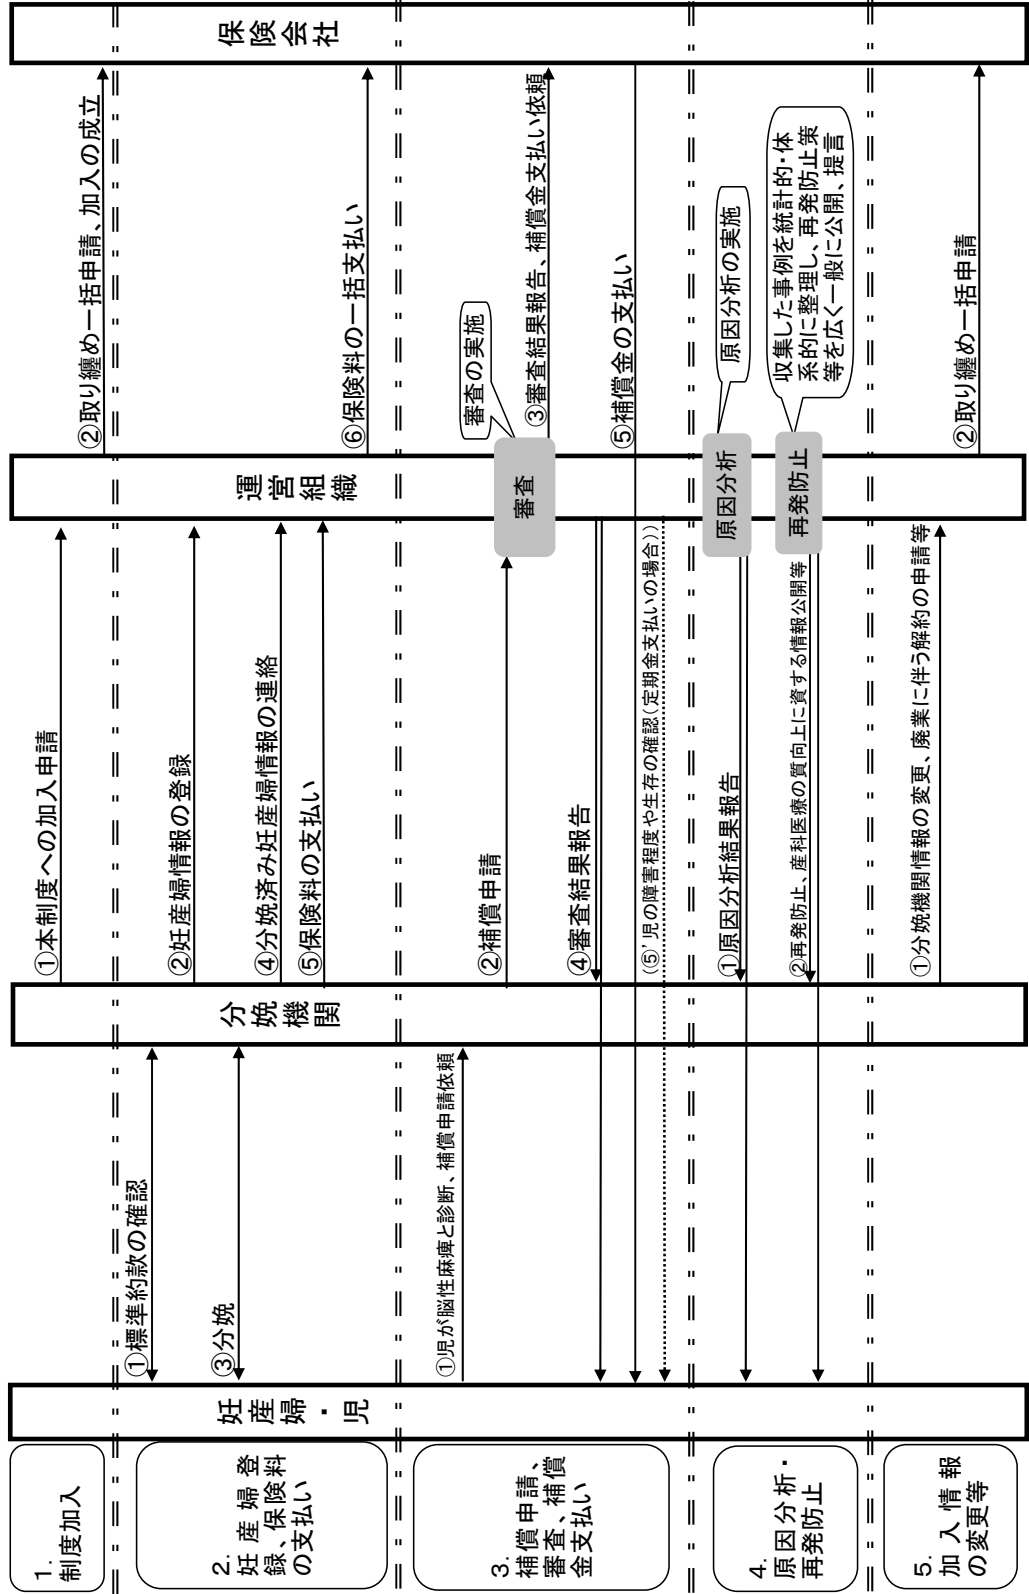 妊産婦・児
分娩機関
運営組織
保険会社
1.
制度加入
①本制度への加入申請
②取り纏め一括申請、加入の成立
2.
妊産婦登
録、保険料
の支払い
①標準約款の確認
②妊産婦情報の登録
③分娩
④分娩済み妊産婦情報の連絡
⑤保険料の支払い
⑥保険料の一括支払い
3.
補償申請、
審査、補償
金支払い
①児が脳性麻痺と診断、補償申請依頼
②補償申請
審査
審査の実施
③審査結果報告、補償金支払い依頼
④審査結果報告
⑤補償金の支払い
(⑤’児の障害程度や生存の確認(定期金支払いの場合))
4.
原因分析・
再発防止
①原因分析結果報告
原因分析
原因分析の実施
②再発防止、産科医療の質向上に資する情報公開等
再発防止
収集した事例を統計的・体
系的に整理し、再発防止策
等を広く一般に公開、提言
5.
加入情報
の変更等
①分娩機関情報の変更、廃業に伴う解約の申請等
②取り纏め一括申請